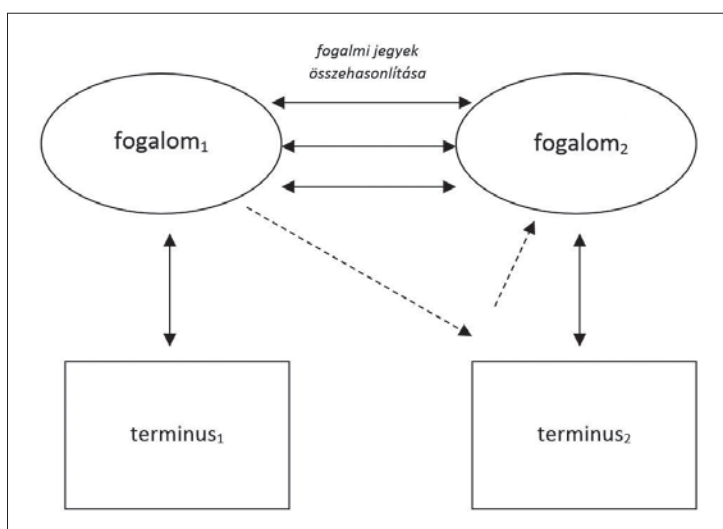 fogalmi jegyek
összehasonlítása
fogalom₁
fogalom₂
terminus₁
terminus₂